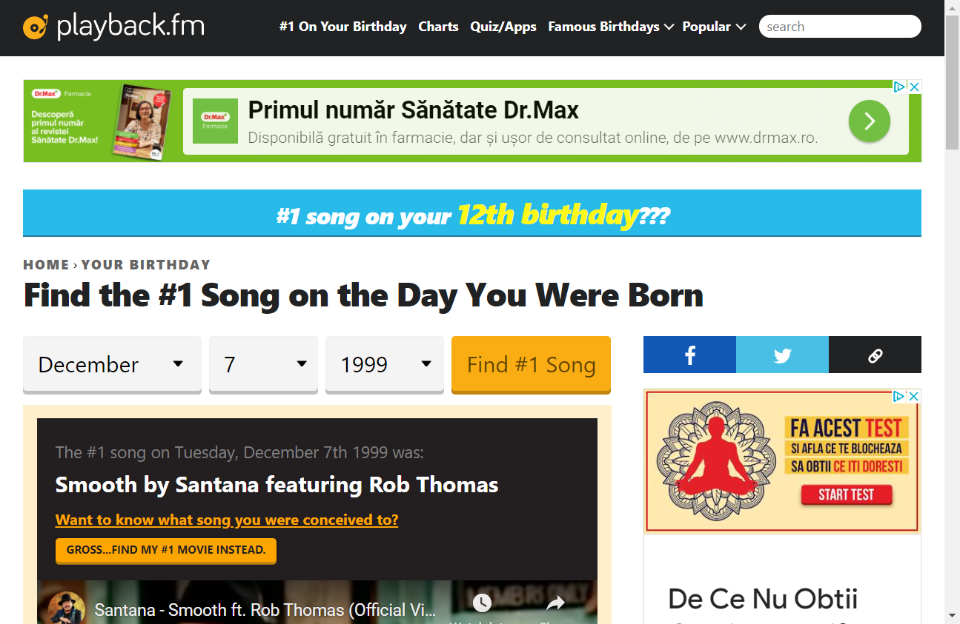 playback.fm
#1 On Your Birthday
Charts
Quiz/Apps
Famous Birthdays
Popular
search
Dr.Max Farmacie
Descoperă
primul număr
al revistei
Sănătate Dr.Max!
Dr.Max
Farmacie
Primul număr Sănătate Dr.Max
Disponibilă gratuit în farmacie, dar și ușor de consultat online, de pe www.drmax.ro.
#1 song on your 12th birthday???
HOME › YOUR BIRTHDAY
Find the #1 Song on the Day You Were Born
December
7
1999
Find #1 Song
The #1 song on Tuesday, December 7th 1999 was:
Smooth by Santana featuring Rob Thomas
Want to know what song you were conceived to?
GROSS...FIND MY #1 MOVIE INSTEAD.
Santana - Smooth ft. Rob Thomas (Official Vi...
FA ACEST TEST
SI AFLA CE TE BLOCHEAZA
SA OBTII CE ITI DORESTI
START TEST
De Ce Nu Obtii